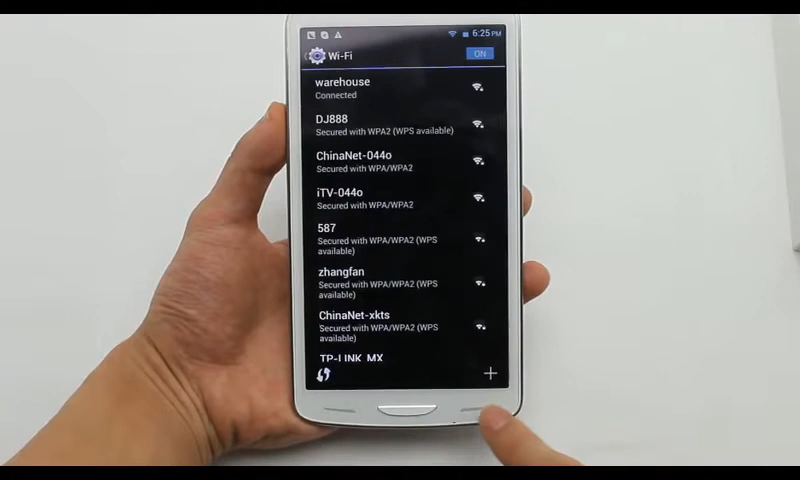 6:25 PM
Wi-Fi
ON
warehouse
Connected
DJ888
Secured with WPA2 (WPS available)
ChinaNet-044o
Secured with WPA/WPA2
iTV-044o
Secured with WPA/WPA2
587
Secured with WPA/WPA2 (WPS
available)
zhangfan
Secured with WPA/WPA2 (WPS
available)
ChinaNet-xkts
Secured with WPA/WPA2 (WPS
available)
TP-LINK_MX